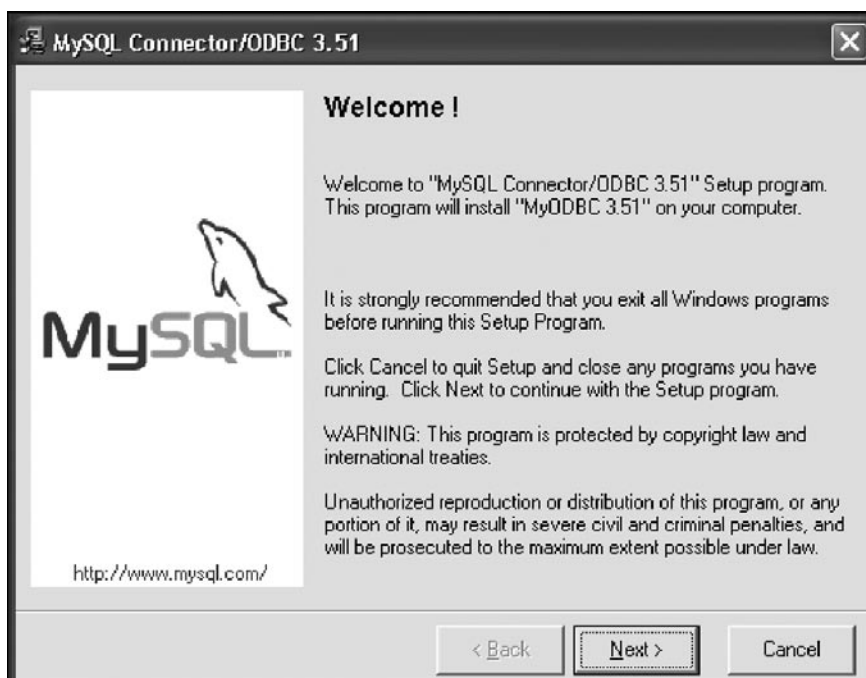 MySQL Connector/ODBC 3.51
Welcome !
Welcome to "MySQL Connector/ODBC 3.51" Setup program.
This program will install "MyODBC 3.51" on your computer.
It is strongly recommended that you exit all Windows programs
before running this Setup Program.
Click Cancel to quit Setup and close any programs you have
running. Click Next to continue with the Setup program.
WARNING: This program is protected by copyright law and
international treaties.
Unauthorized reproduction or distribution of this program, or any
portion of it, may result in severe civil and criminal penalties, and
will be prosecuted to the maximum extent possible under law.
MySQL™
http://www.mysql.com/
< Back
Next >
Cancel